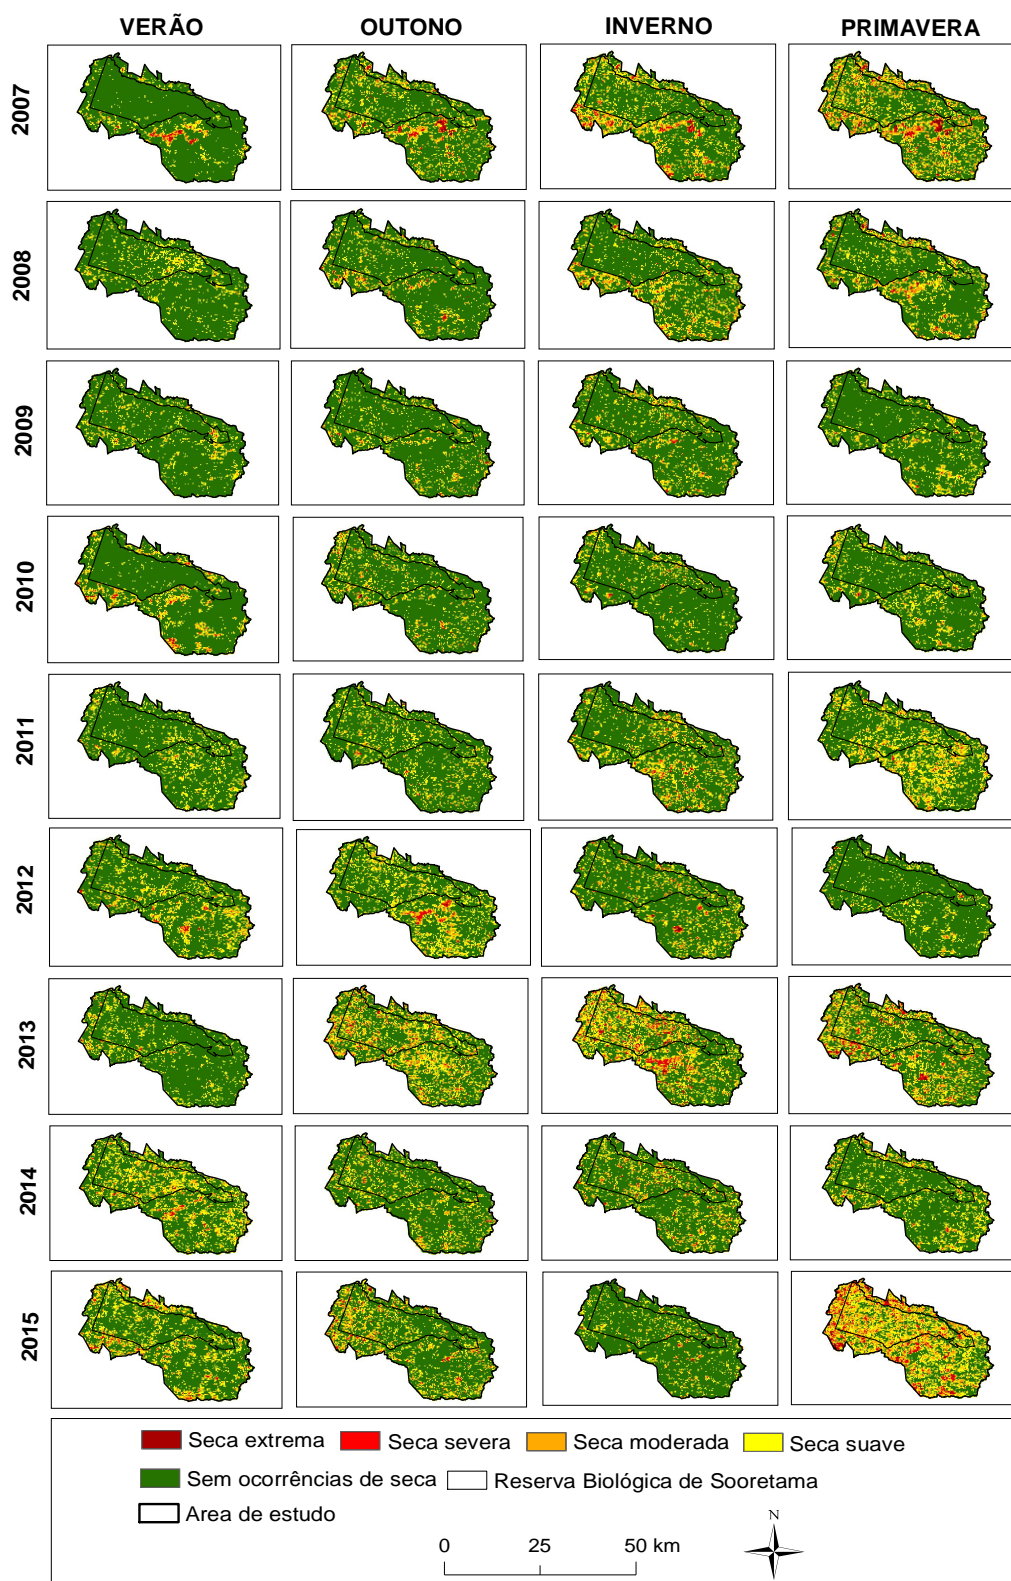 VERÃO OUTONO INVERNO PRIMAVERA
2007
2008
2009
2010
2011
2012
2013
2014
2015
Seca extrema Seca severa Seca moderada Seca suave
Sem ocorrências de seca Reserva Biológica de Sooretama
Area de estudo
N
0 25 50 km